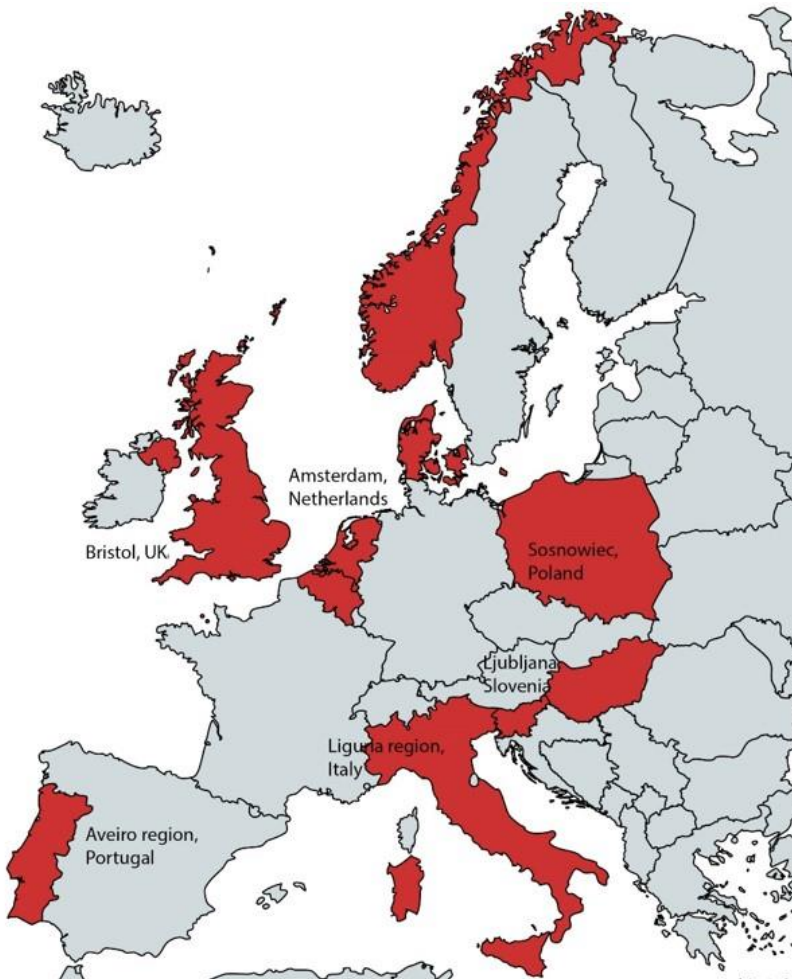 Amsterdam,
Netherlands
Bristol, UK
Sosnowiec,
Poland
Ljubljana
Slovenia
Liguria region,
Italy
Aveiro region,
Portugal